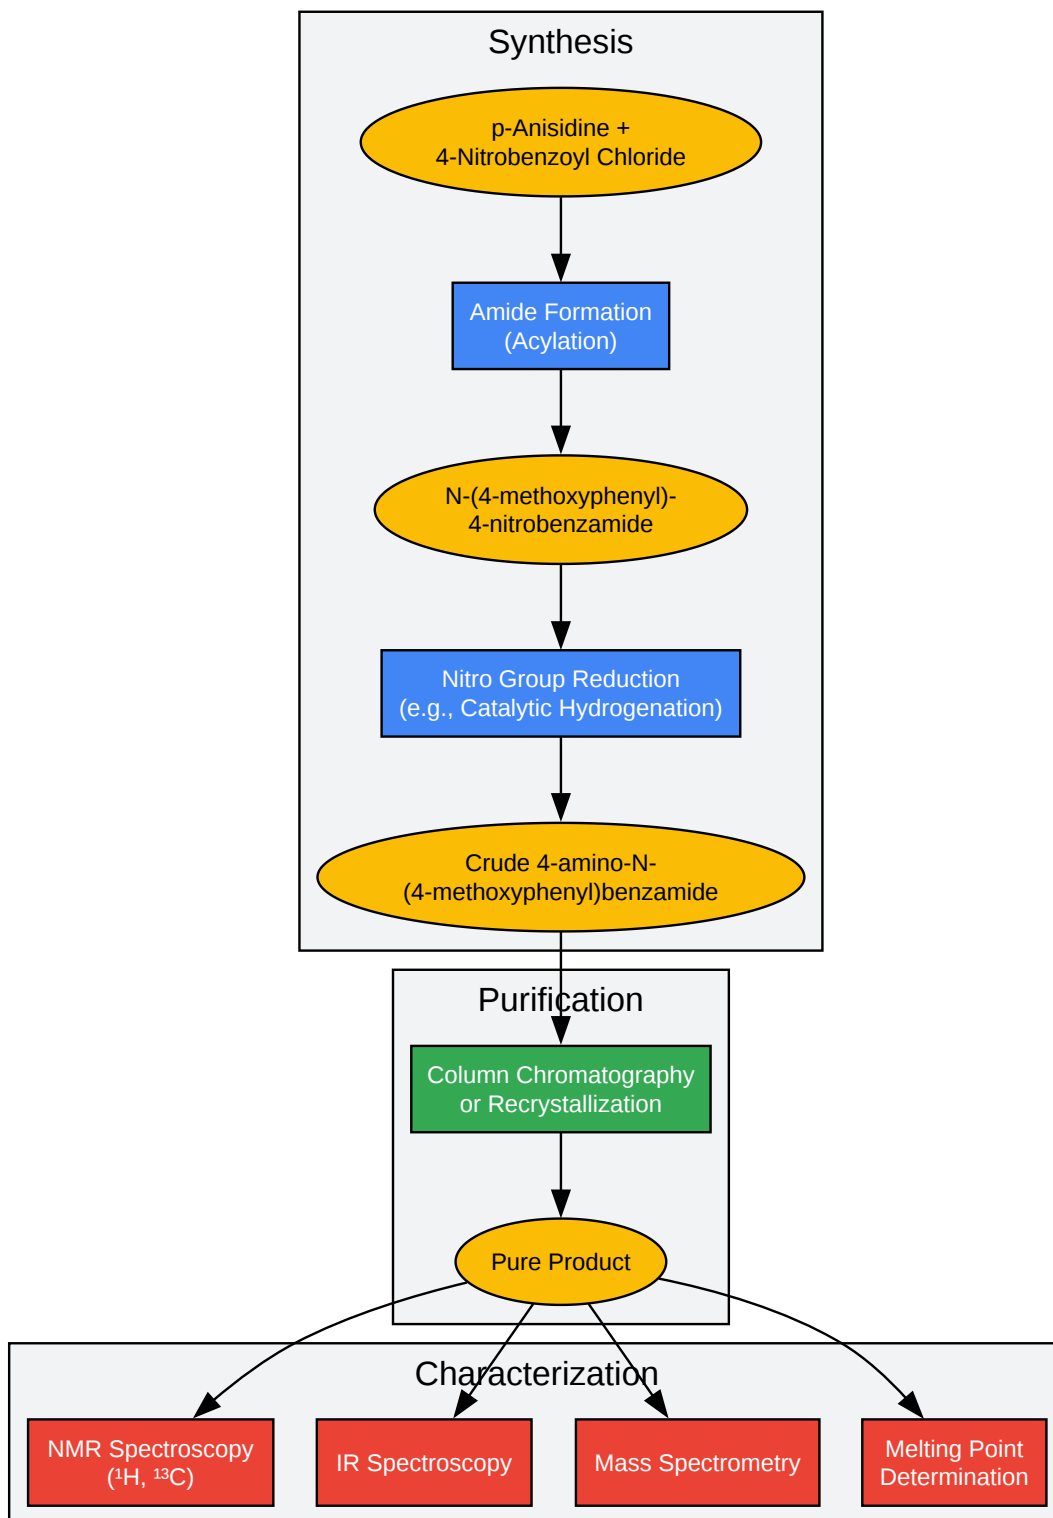 Synthesis
p-Anisidine +
4-Nitrobenzoyl Chloride
Amide Formation
(Acylation)
N-(4-methoxyphenyl)-
4-nitrobenzamide
Nitro Group Reduction
(e.g., Catalytic Hydrogenation)
Crude 4-amino-N-
(4-methoxyphenyl)benzamide
Purification
Column Chromatography
or Recrystallization
Pure Product
Characterization
NMR Spectroscopy
(¹H, ¹³C)
IR Spectroscopy
Mass Spectrometry
Melting Point
Determination